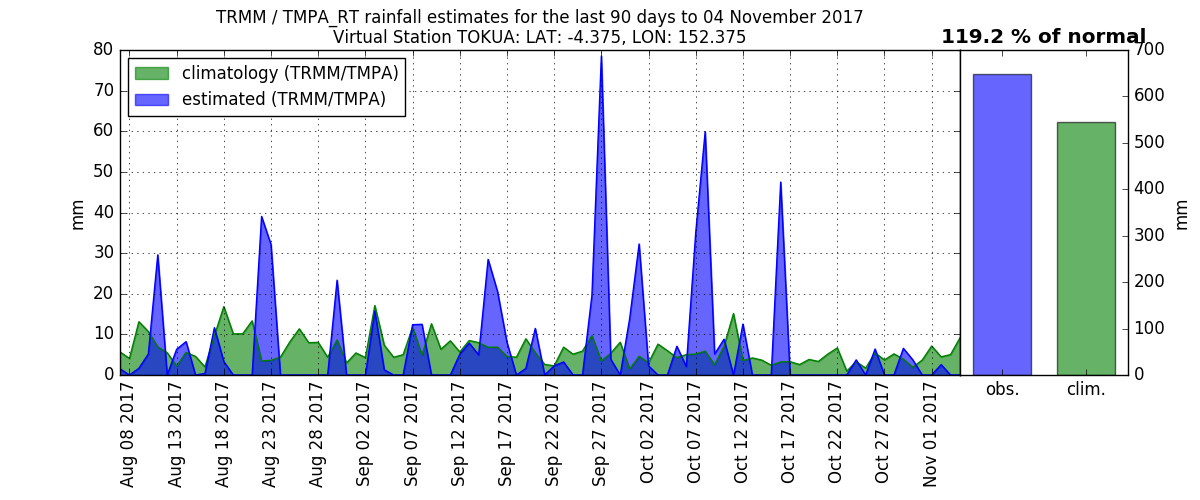 TRMM / TMPA_RT rainfall estimates for the last 90 days to 04 November 2017
Virtual Station TOKUA: LAT: -4.375, LON: 152.375
119.2 % of normal
climatology (TRMM/TMPA)
estimated (TRMM/TMPA)
mm
80
70
60
50
40
30
20
10
0
Aug 08 2017
Aug 13 2017
Aug 18 2017
Aug 23 2017
Aug 28 2017
Sep 02 2017
Sep 07 2017
Sep 12 2017
Sep 17 2017
Sep 22 2017
Sep 27 2017
Oct 02 2017
Oct 07 2017
Oct 12 2017
Oct 17 2017
Oct 22 2017
Oct 27 2017
Nov 01 2017
obs.
clim.
700
600
500
400
300
200
100
0
mm